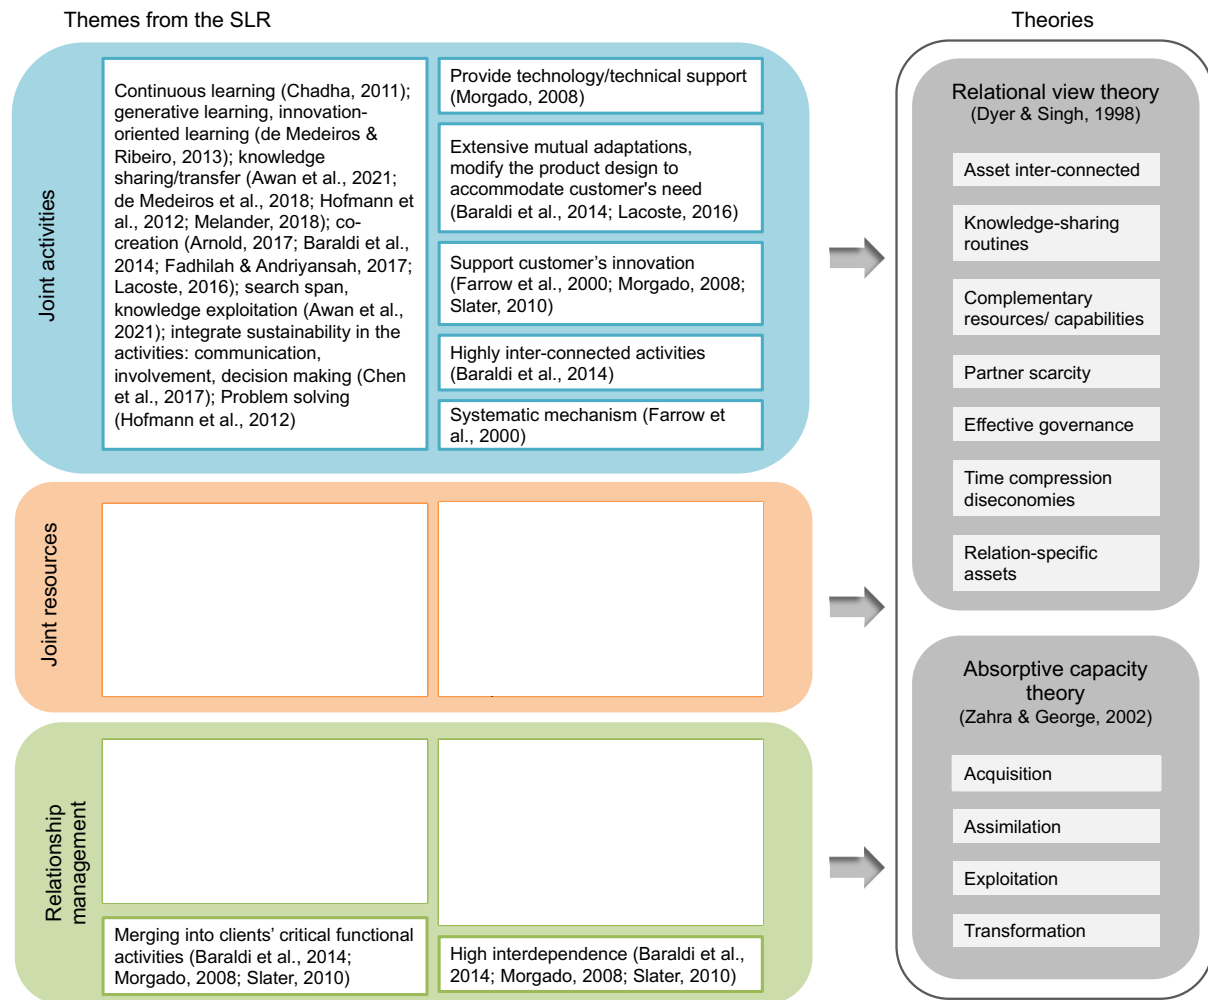 Themes from the SLR
Theories
Joint activities
Continuous learning (Chadha, 2011);
generative learning, innovation-
oriented learning (de Medeiros &
Ribeiro, 2013); knowledge
sharing/transfer (Awan et al., 2021;
de Medeiros et al., 2018; Hofmann et
al., 2012; Melander, 2018); co-
creation (Arnold, 2017; Baraldi et al.,
2014; Fadhilah & Andriyansah, 2017;
Lacoste, 2016); search span,
knowledge exploitation (Awan et al.,
2021); integrate sustainability in the
activities: communication,
involvement, decision making (Chen
et al., 2017); Problem solving
(Hofmann et al., 2012)
Provide technology/technical support
(Morgado, 2008)
Extensive mutual adaptations,
modify the product design to
accommodate customer's need
(Baraldi et al., 2014; Lacoste, 2016)
Support customer’s innovation
(Farrow et al., 2000; Morgado, 2008;
Slater, 2010)
Highly inter-connected activities
(Baraldi et al., 2014)
Systematic mechanism (Farrow et
al., 2000)
Joint resources
Relationship
management
Merging into clients’ critical functional
activities (Baraldi et al., 2014;
Morgado, 2008; Slater, 2010)
High interdependence (Baraldi et al.,
2014; Morgado, 2008; Slater, 2010)
Relational view theory
(Dyer & Singh, 1998)
Asset inter-connected
Knowledge-sharing
routines
Complementary
resources/ capabilities
Partner scarcity
Effective governance
Time compression
diseconomies
Relation-specific
assets
Absorptive capacity
theory
(Zahra & George, 2002)
Acquisition
Assimilation
Exploitation
Transformation